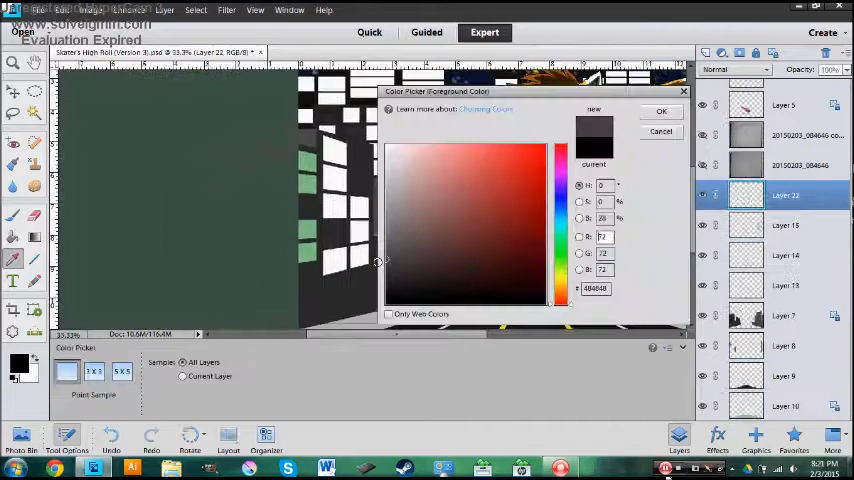 File Edit Image Enhance Layer Select Filter View Window Help
www.solveigmm.com
Evaluation Expired
Open
Quick Guided Expert
Create
Skater's High Roll (Version 3).psd @ 33.3% (Layer 22, RGB/8) *
Normal Opacity: 100%
Color Picker (Foreground Color)
Learn more about: Choosing Colors
new
OK
Cancel
current
H: 0 °
S: 0 %
B: 28 %
R: 72
G: 72
B: 72
# 484848
Only Web Colors
Layer 5
20150203_084646 co...
20150203_084646
Layer 22
Layer 15
Layer 14
Layer 13
Layer 7
Layer 8
Layer 9
Layer 10
33.33% Doc: 10.6M/116.4M
Color Picker
Sample: All Layers
Current Layer
3 X 3 5 X 5
Point Sample
Photo Bin Tool Options Undo Redo Rotate Layout Organizer
Layers Effects Graphics Favorites More
8:21 PM
2/3/2015